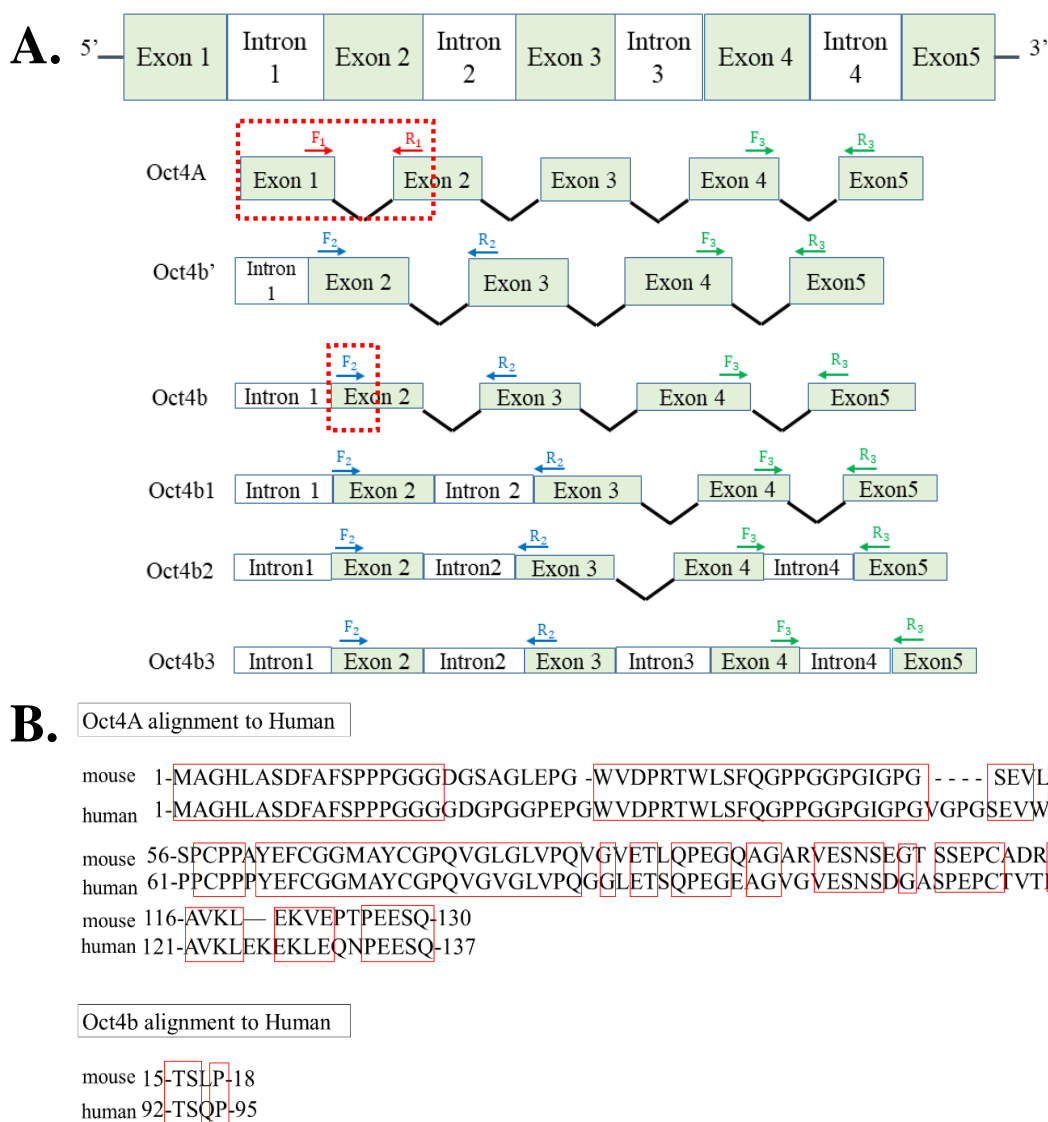 A.
5’ Exon 1 Intron 1 Exon 2 Intron 2 Exon 3 Intron 3 Exon 4 Intron 4 Exon5 3’
F1 R1 F3 R3
Oct4A Exon 1 Exon 2 Exon 3 Exon 4 Exon5
F2 R2 F3 R3
Oct4b’ Intron 1 Exon 2 Exon 3 Exon 4 Exon5
F2 R2 F3 R3
Oct4b Intron 1 Exon 2 Exon 3 Exon 4 Exon5
F2 R2 F3 R3
Oct4b1 Intron 1 Exon 2 Intron 2 Exon 3 Exon 4 Exon5
F2 R2 F3 R3
Oct4b2 Intron1 Exon 2 Intron2 Exon 3 Exon 4 Intron4 Exon5
F2 R2 F3 R3
Oct4b3 Intron1 Exon 2 Intron2 Exon 3 Intron3 Exon 4 Intron4 Exon5
B.
Oct4A alignment to Human
mouse 1-MAGHLASDFAFSPPPGGGDGSAGLEPG -WVDPRTWLSFQGPPGGPGIGPG - - - - SEVL
human 1-MAGHLASDFAFSPPPGGGGDGPGGPEPGWVDPRTWLSFQGPPGGPGIGPGVGPGSEVW
mouse 56-SPCPPAYEFCGGMAYCGPQVGLGLVPQVGVETLQPEGQAGARVESNSEGT SSEPCADR
human 61-PPCPPPYEFCGGMAYCGPQVGVGLVPQGGLETSQPEGEAGVGVESNSDGASPEPCTVT
mouse 116-AVKL— EKVEPTPEESQ-130
human 121-AVKLEKEKLEQNPEESQ-137
Oct4b alignment to Human
mouse 15-TSLP-18
human 92-TSQP-95